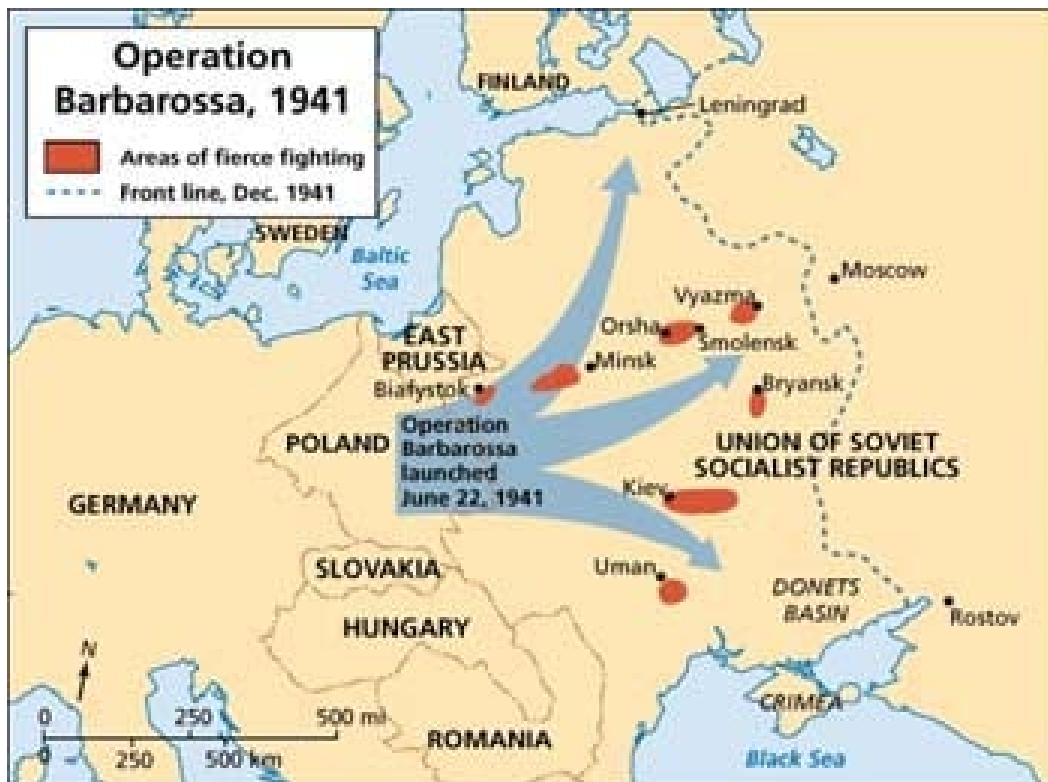 Operation
Barbarossa, 1941
Areas of fierce fighting
Front line, Dec. 1941
FINLAND
Leningrad
SWEDEN
Baltic
Sea
Moscow
Vyazma
Orsha
Smolensk
EAST
PRUSSIA
Minsk
Białystok
Bryansk
Operation
Barbarossa
launched
June 22, 1941
POLAND
UNION OF SOVIET
SOCIALIST REPUBLICS
GERMANY
Kiev
SLOVAKIA
Uman
DONETS
BASIN
Rostov
HUNGARY
N
CRIMEA
0 250 500 mi
0 250 500 km
ROMANIA
Black Sea